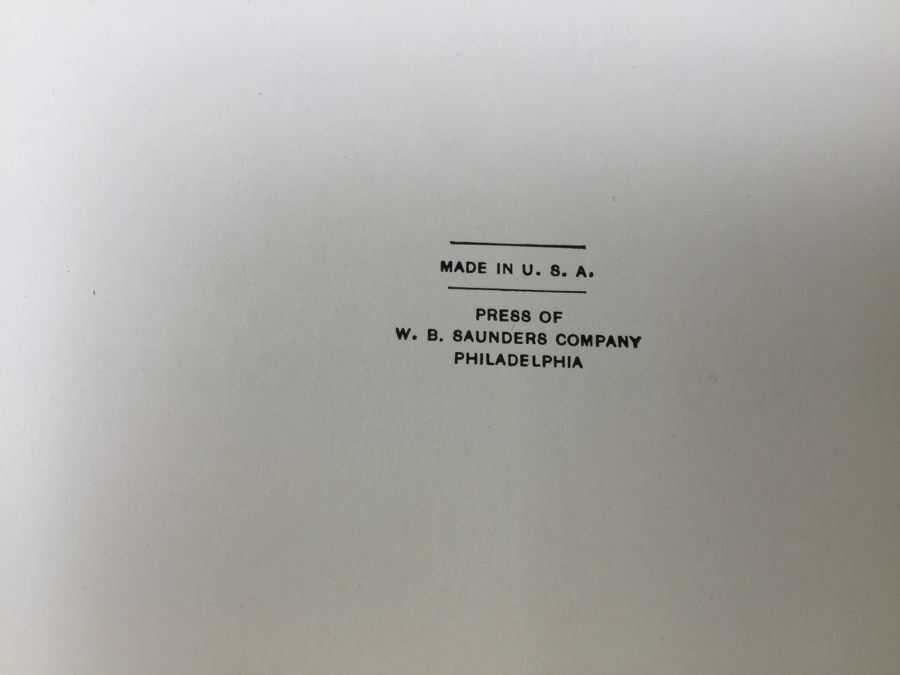 MADE IN U. S. A.
PRESS OF
W. B. SAUNDERS COMPANY
PHILADELPHIA